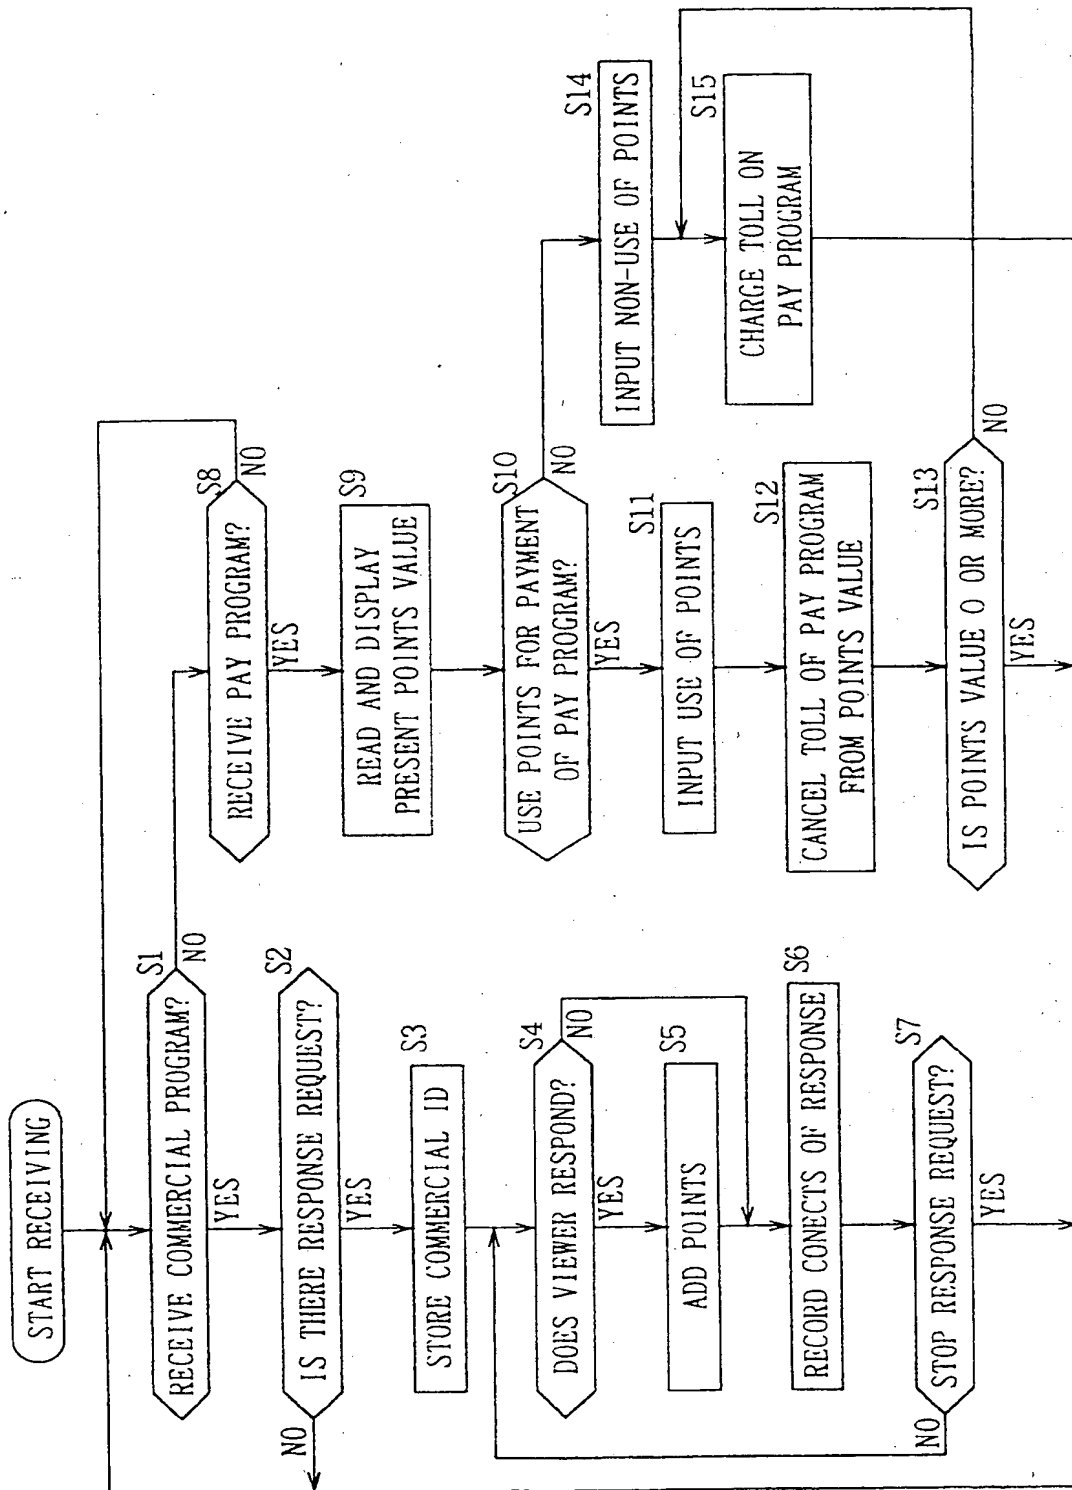 START RECEIVING
S1
RECEIVE COMMERCIAL PROGRAM?
NO
YES
S2
IS THERE RESPONSE REQUEST?
NO
YES
S3
STORE COMMERCIAL ID
S4
DOES VIEWER RESPOND?
NO
YES
S5
ADD POINTS
S6
RECORD CONECTS OF RESPONSE
S7
STOP RESPONSE REQUEST?
NO
YES
S8
RECEIVE PAY PROGRAM?
NO
YES
S9
READ AND DISPLAY
PRESENT POINTS VALUE
S10
USE POINTS FOR PAYMENT
OF PAY PROGRAM?
NO
YES
S11
INPUT USE OF POINTS
S12
CANCEL TOLL OF PAY PROGRAM
FROM POINTS VALUE
S13
IS POINTS VALUE O OR MORE?
NO
YES
S14
INPUT NON-USE OF POINTS
S15
CHARGE TOLL ON
PAY PROGRAM